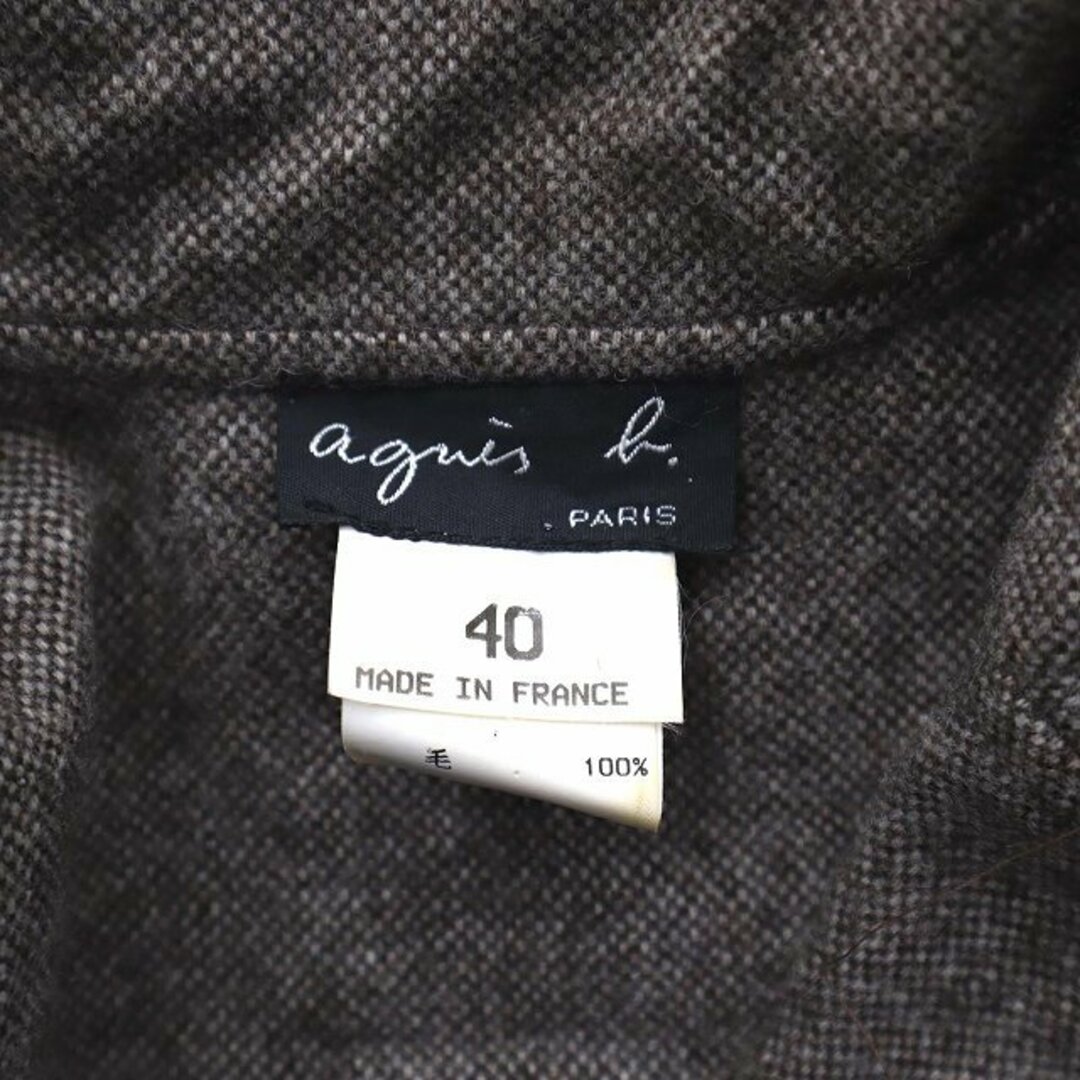 agnès b.
PARIS
40
MADE IN FRANCE
毛 100%